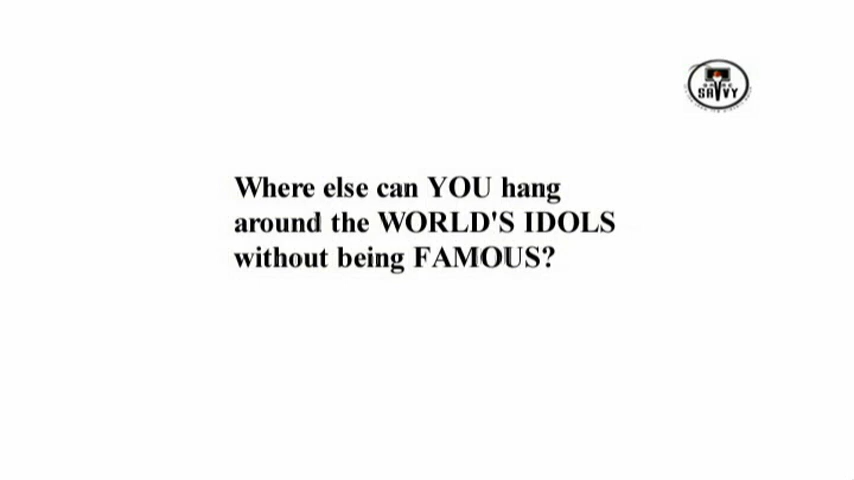 SAVVY
Where else can YOU hang
around the WORLD'S IDOLS
without being FAMOUS?